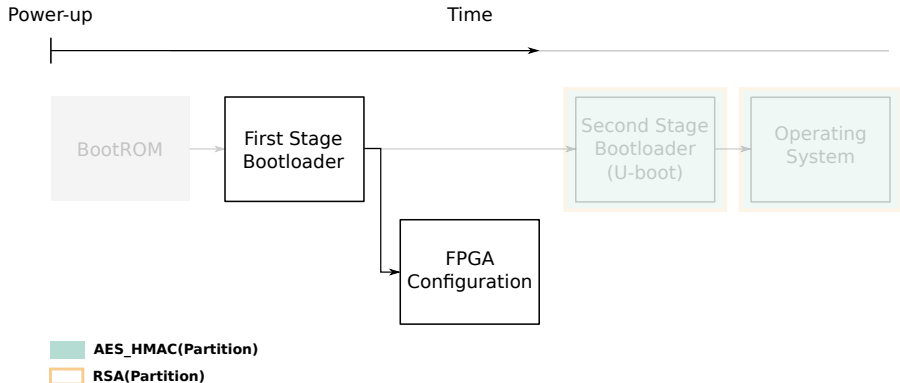 Power-up
Time
BootROM
First Stage
Bootloader
Second Stage
Bootloader
(U-boot)
Operating
System
FPGA
Configuration
AES_HMAC(Partition)
RSA(Partition)